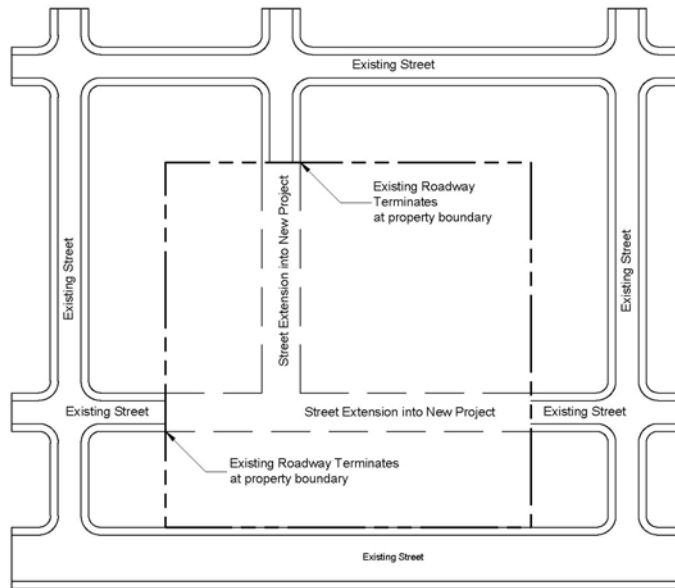 Existing Street
Existing Roadway
Terminates
at property boundary
Street Extension into New Project
Existing Street
Existing Street
Existing Street
Street Extension into New Project
Existing Street
Existing Roadway Terminates
at property boundary
Existing Street